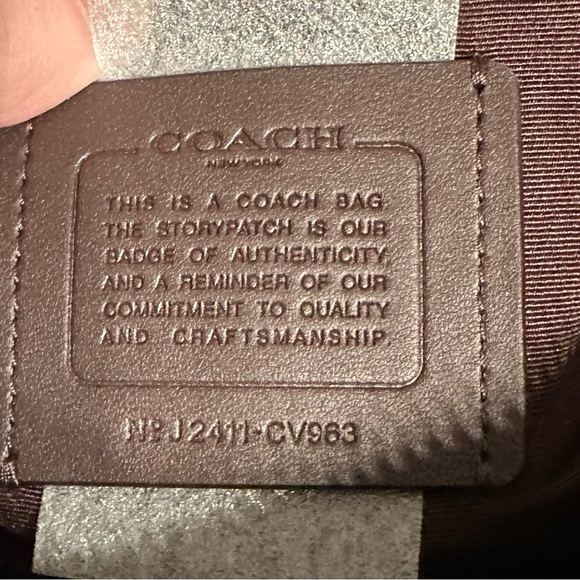 COACH
NEW YORK
THIS IS A COACH BAG.
THE STORYPATCH IS OUR
BADGE OF AUTHENTICITY
AND A REMINDER OF OUR
COMMITMENT TO QUALITY
AND CRAFTSMANSHIP.
Nº J2411-CV963